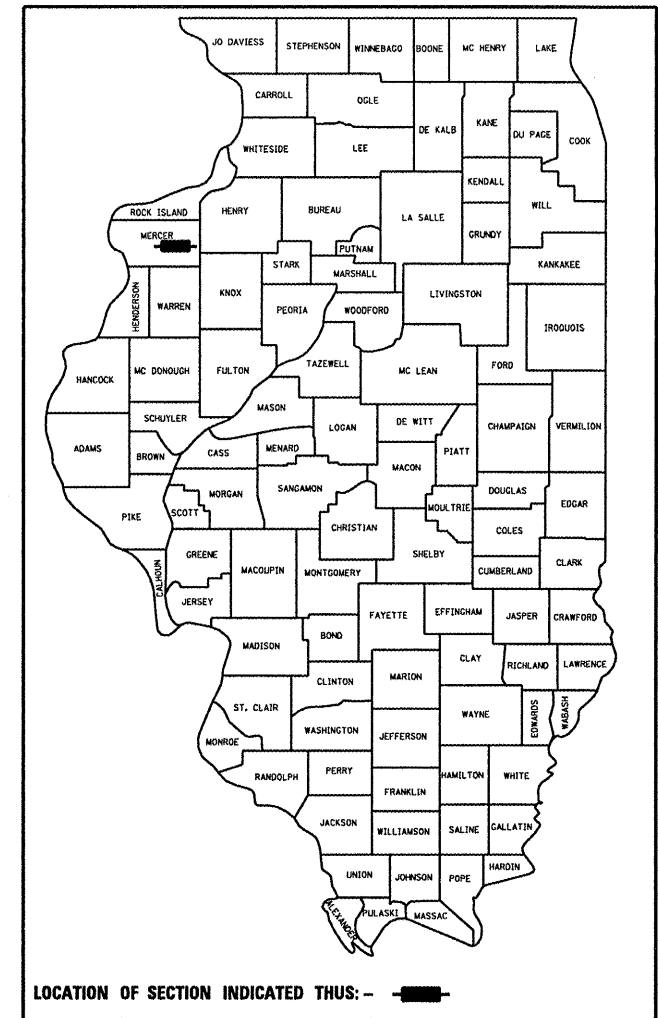 JO DAVIESS STEPHENSON WINNEBAGO BOONE MC HENRY LAKE
CARROLL OGLE DE KALB KANE DU PAGE COOK
WHITESIDE LEE
KENDALL WILL
ROCK ISLAND HENRY BUREAU LA SALLE GRUNDY
MERCER PUTNAM KANKAKEE
STARK MARSHALL
HENDERSON WARREN KNOX PEORIA WOODFORD LIVINGSTON IROQUOIS
HANCOCK MC DONOUGH FULTON TAZEWELL MC LEAN FORD
SCHUYLER MASON LOGAN DE WITT CHAMPAIGN VERMILION
ADAMS BROWN CASS MENARD MACON PIATT
PIKE SCOTT MORGAN SANGAMON CHRISTIAN MOULTRIE DOUGLAS EDGAR
COLES
CALHOUN GREENE MACOUPIN MONTGOMERY SHELBY CUMBERLAND CLARK
JERSEY FAYETTE EFFINGHAM JASPER CRAWFORD
MADISON BOND CLAY RICHLAND LAWRENCE
CLINTON MARION
ST. CLAIR WASHINGTON JEFFERSON WAYNE EDWARDS WABASH
MONROE
RANDOLPH PERRY FRANKLIN HAMILTON WHITE
JACKSON WILLIAMSON SALINE GALLATIN
UNION JOHNSON POPE HARDIN
ALEXANDER PULASKI MASSAC
LOCATION OF SECTION INDICATED THUS: –